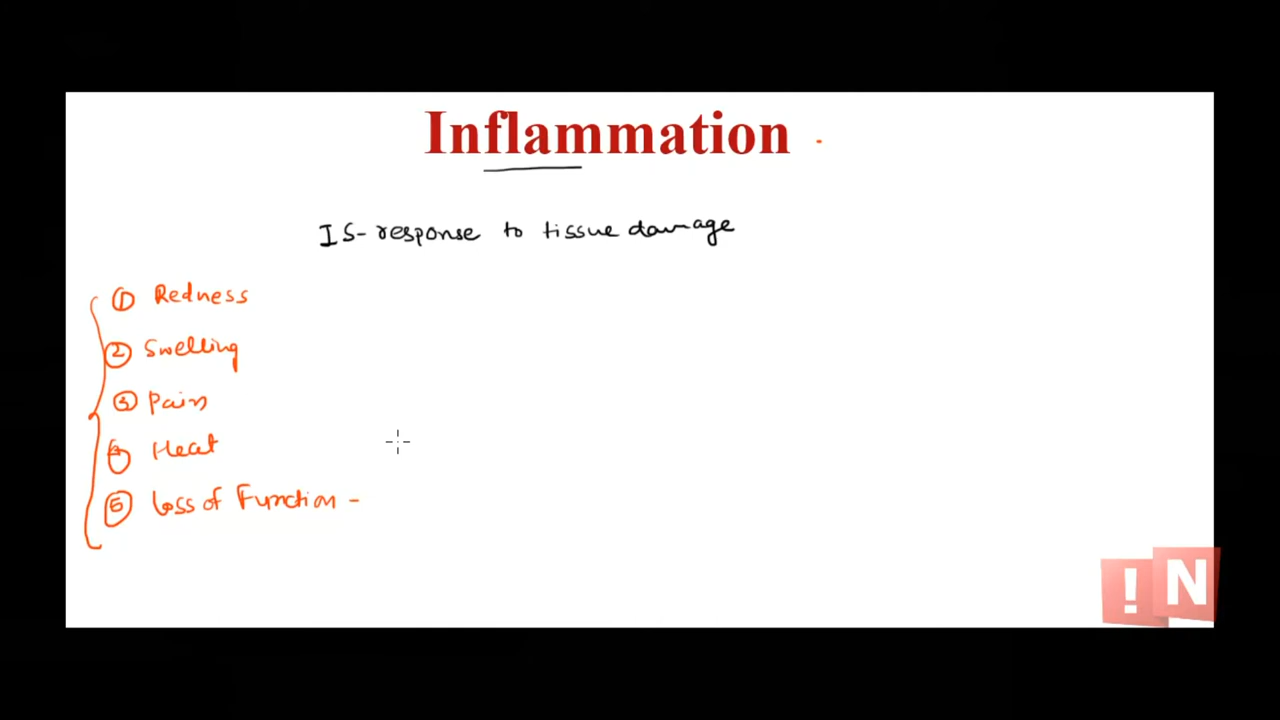 Inflammation
IS-response to tissue damage
① Redness
② Swelling
③ Pain
④ Heat
⑤ Loss of Function -
!N